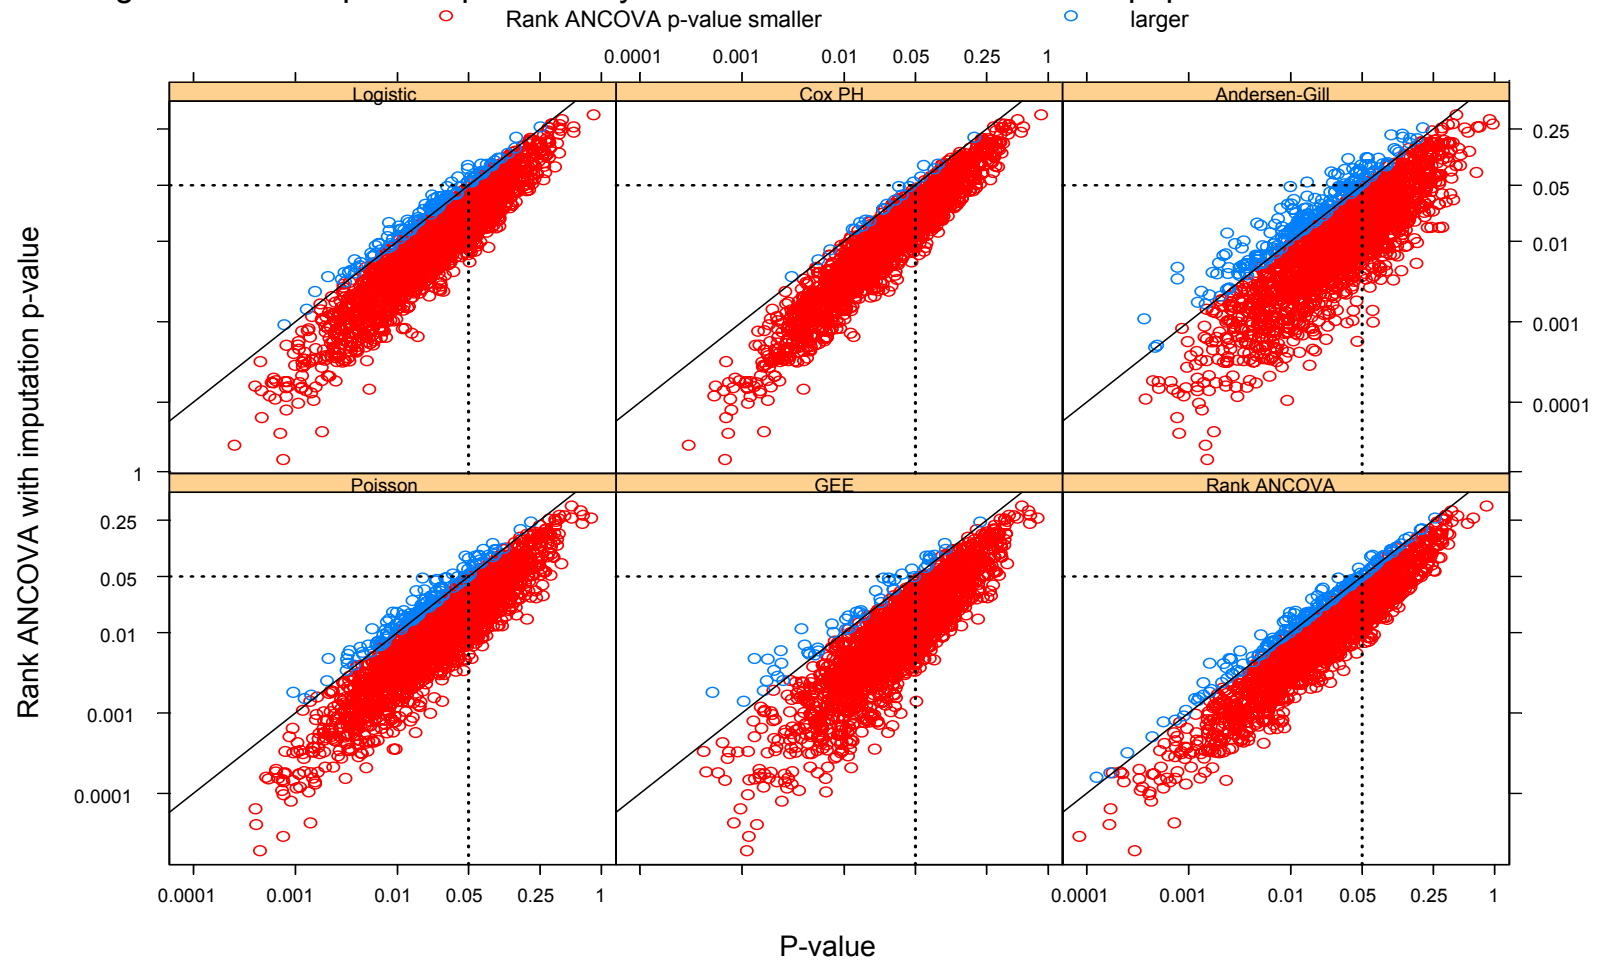 Rank ANCOVA p-value smaller larger
0.0001 0.001 0.01 0.05 0.25 1
Logistic Cox PH Andersen-Gill
0.25
0.05
0.01
0.001
0.0001
Rank ANCOVA with imputation p-value
1
0.25
0.05
0.01
0.001
0.0001
Poisson GEE Rank ANCOVA
0.0001 0.001 0.01 0.05 0.25 1 0.0001 0.001 0.01 0.05 0.25 1
P-value